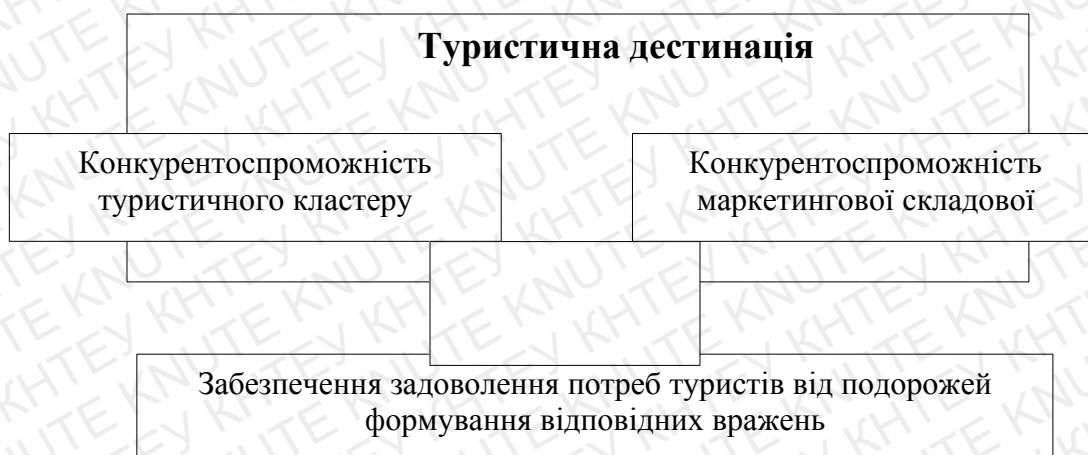 Туристична дестинація
Конкурентоспроможність
туристичного кластеру
Конкурентоспроможність
маркетингової складової
Забезпечення задоволення потреб туристів від подорожей
формування відповідних вражень